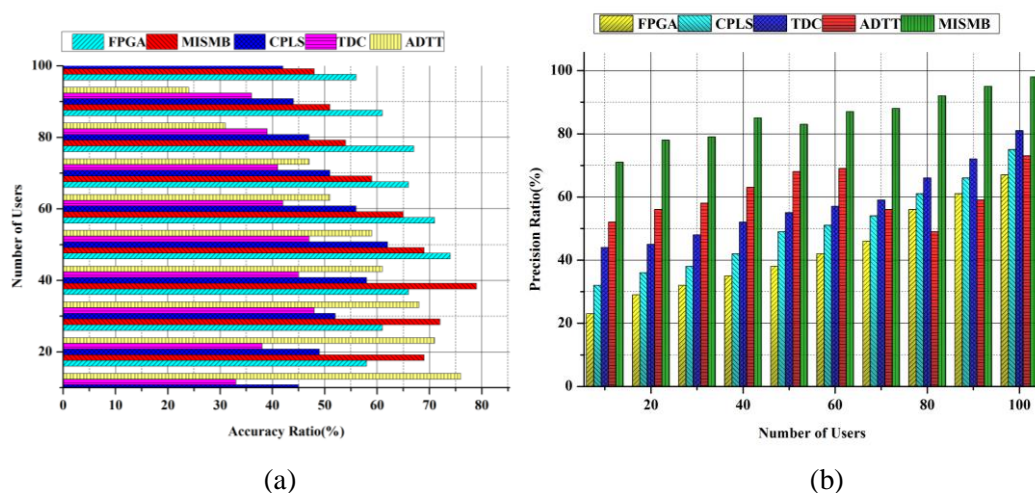 FPGA MISMB CPLS TDC ADTT
100
80
60
40
20
Number of Users
0 10 20 30 40 50 60 70 80
Accuracy Ratio(%)
(a)
FPGA CPLS TDC ADTT MISMB
100
80
60
40
20
0
Precision Ratio(%)
20 40 60 80 100
Number of Users
(b)